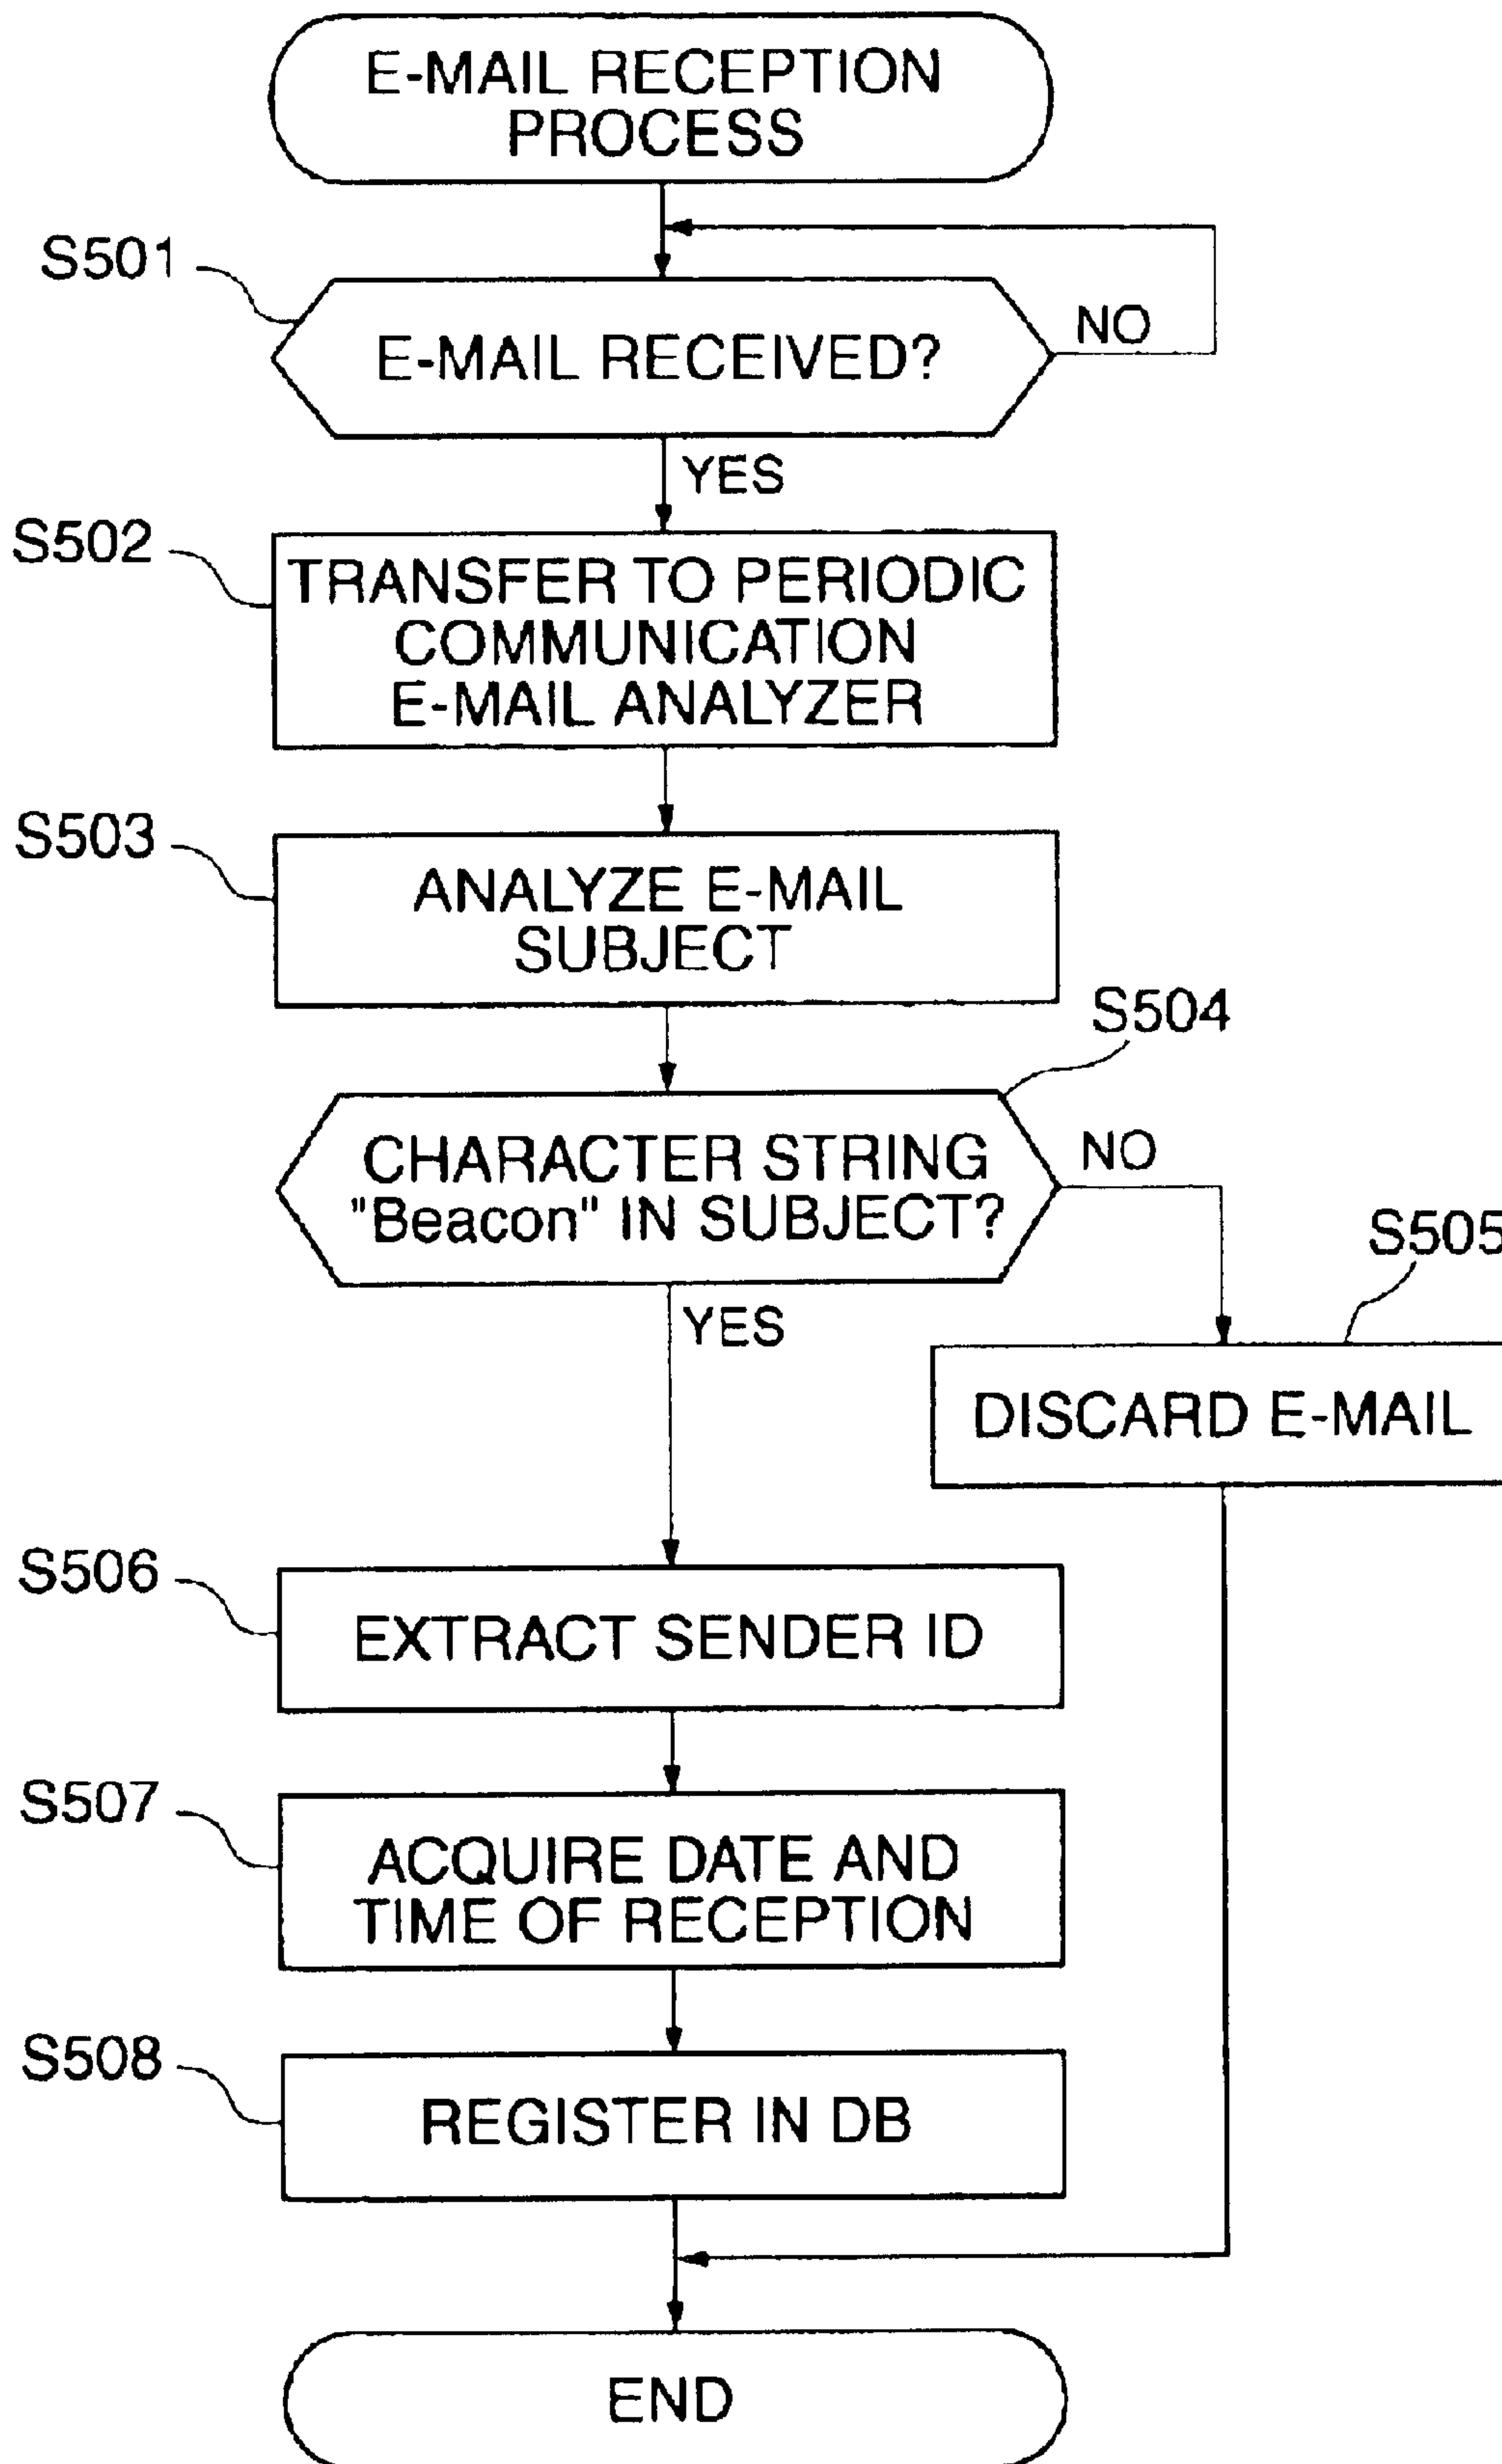 E-MAIL RECEPTION
PROCESS
S501
E-MAIL RECEIVED?
NO
YES
S502
TRANSFER TO PERIODIC
COMMUNICATION
E-MAIL ANALYZER
S503
ANALYZE E-MAIL
SUBJECT
S504
CHARACTER STRING
"Beacon" IN SUBJECT?
NO
YES
S505
DISCARD E-MAIL
S506
EXTRACT SENDER ID
S507
ACQUIRE DATE AND
TIME OF RECEPTION
S508
REGISTER IN DB
END